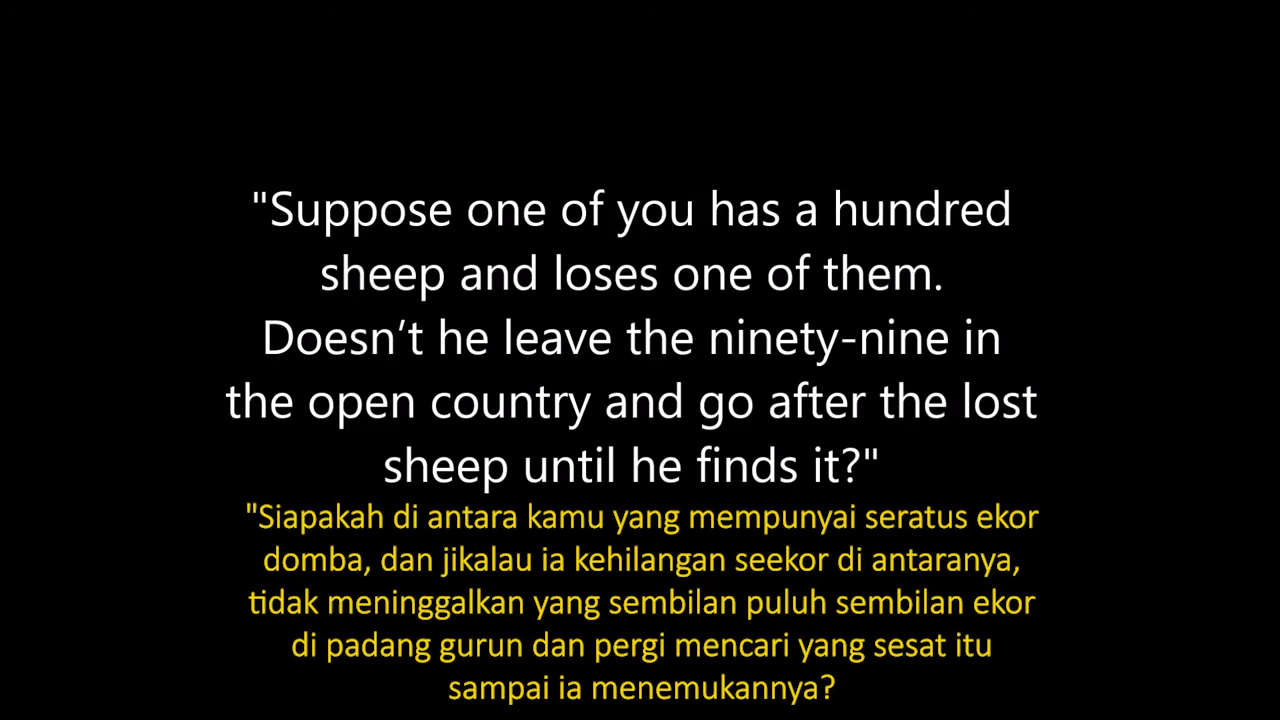 "Suppose one of you has a hundred
sheep and loses one of them.
Doesn’t he leave the ninety-nine in
the open country and go after the lost
sheep until he finds it?"
"Siapakah di antara kamu yang mempunyai seratus ekor
domba, dan jikalau ia kehilangan seekor di antaranya,
tidak meninggalkan yang sembilan puluh sembilan ekor
di padang gurun dan pergi mencari yang sesat itu
sampai ia menemukannya?